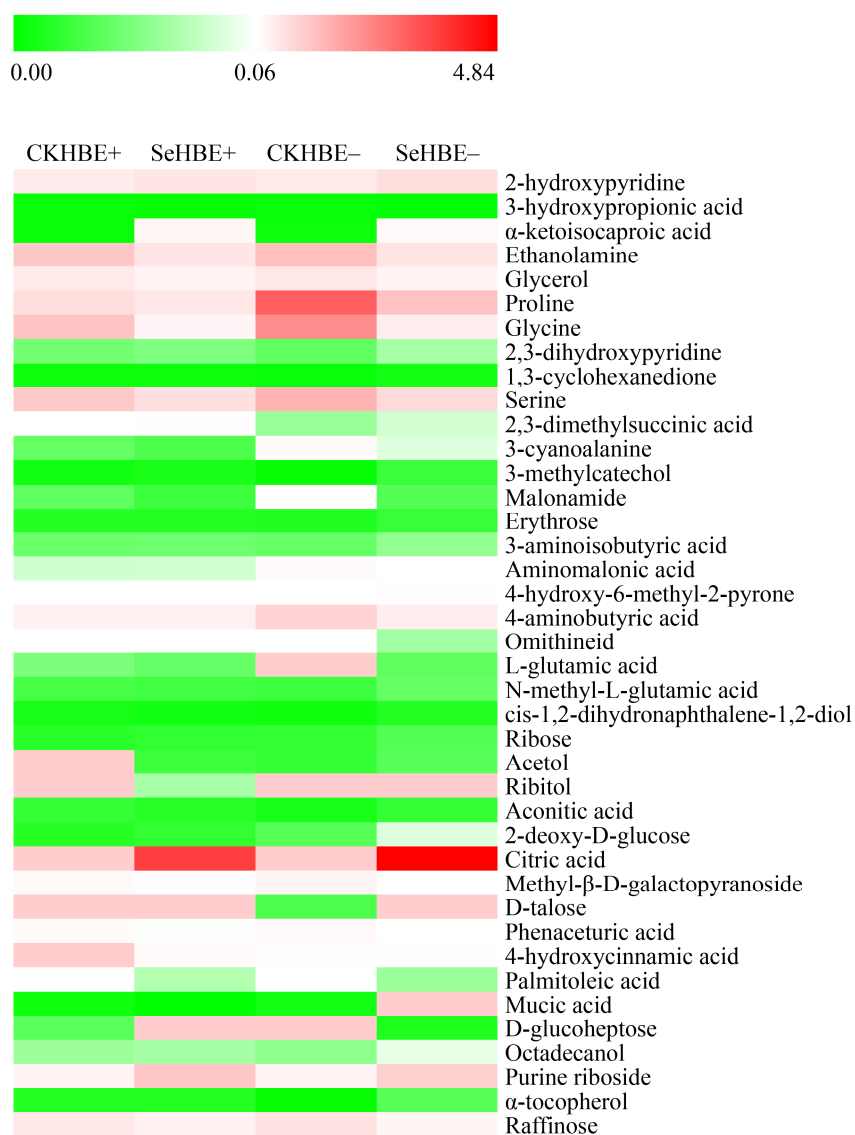 0.00 0.06 4.84
CKHBE+ SeHBE+ CKHBE– SeHBE–
2-hydroxypyridine
3-hydroxypropionic acid
α-ketoisocaproic acid
Ethanolamine
Glycerol
Proline
Glycine
2,3-dihydroxypyridine
1,3-cyclohexanedione
Serine
2,3-dimethylsuccinic acid
3-cyanoalanine
3-methylcatechol
Malonamide
Erythrose
3-aminoisobutyric acid
Aminomalonic acid
4-hydroxy-6-methyl-2-pyrone
4-aminobutyric acid
Omithineid
L-glutamic acid
N-methyl-L-glutamic acid
cis-1,2-dihydronaphthalene-1,2-diol
Ribose
Acetol
Ribitol
Aconitic acid
2-deoxy-D-glucose
Citric acid
Methyl-β-D-galactopyranoside
D-talose
Phenaceturic acid
4-hydroxycinnamic acid
Palmitoleic acid
Mucic acid
D-glucoheptose
Octadecanol
Purine riboside
α-tocopherol
Raffinose